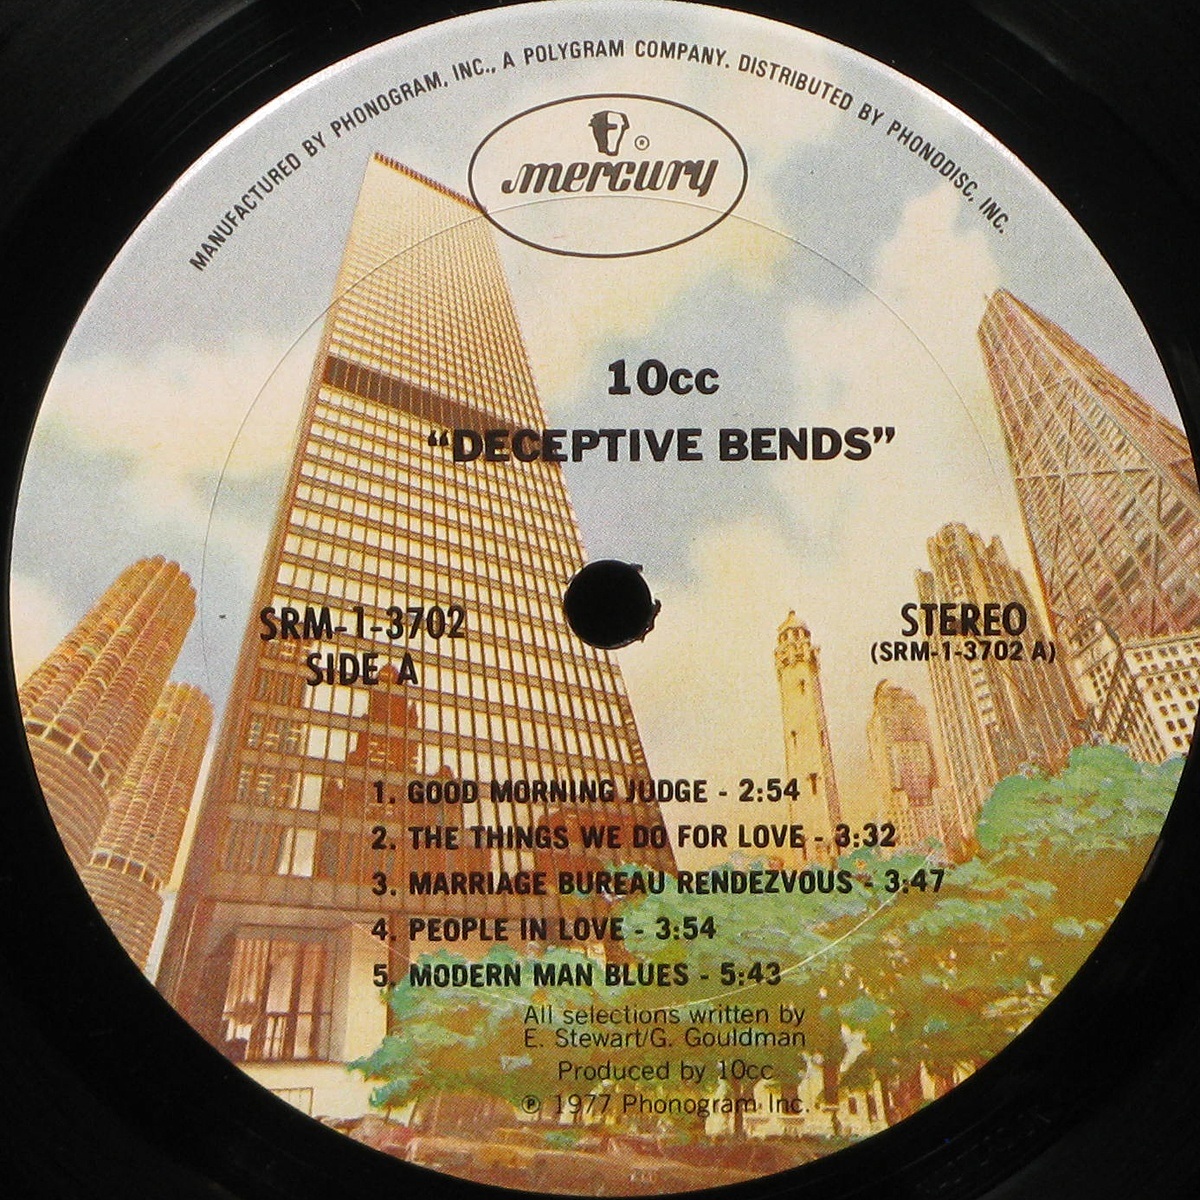 MANUFACTURED BY PHONOGRAM, INC., A POLYGRAM COMPANY. DISTRIBUTED BY PHONODISC, INC.
®
mercury
10cc
“DECEPTIVE BENDS”
SRM-1-3702
SIDE A
STEREO
(SRM-1-3702 A)
1. GOOD MORNING JUDGE - 2:54
2. THE THINGS WE DO FOR LOVE - 3:32
3. MARRIAGE BUREAU RENDEZVOUS - 3:47
4. PEOPLE IN LOVE - 3:54
5. MODERN MAN BLUES - 5:43
All selections written by
E. Stewart/G. Gouldman
Produced by 10cc
℗ 1977 Phonogram Inc.